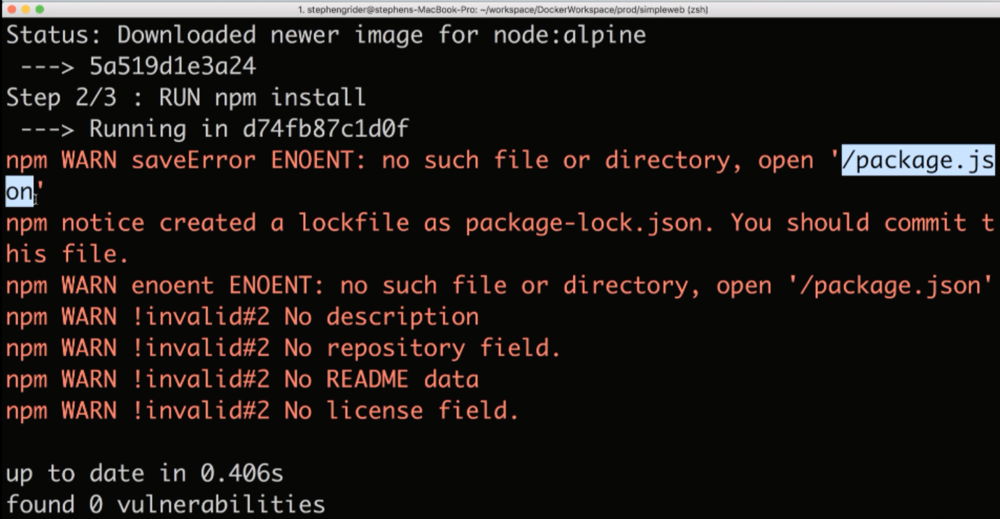 1. stephengrider@stephens-MacBook-Pro: ~/workspace/DockerWorkspace/prod/simpleweb (zsh)
Status: Downloaded newer image for node:alpine
 ---> 5a519d1e3a24
Step 2/3 : RUN npm install
 ---> Running in d74fb87c1d0f
npm WARN saveError ENOENT: no such file or directory, open '/package.js
on'
npm notice created a lockfile as package-lock.json. You should commit t
his file.
npm WARN enoent ENOENT: no such file or directory, open '/package.json'
npm WARN !invalid#2 No description
npm WARN !invalid#2 No repository field.
npm WARN !invalid#2 No README data
npm WARN !invalid#2 No license field.
up to date in 0.406s
found 0 vulnerabilities